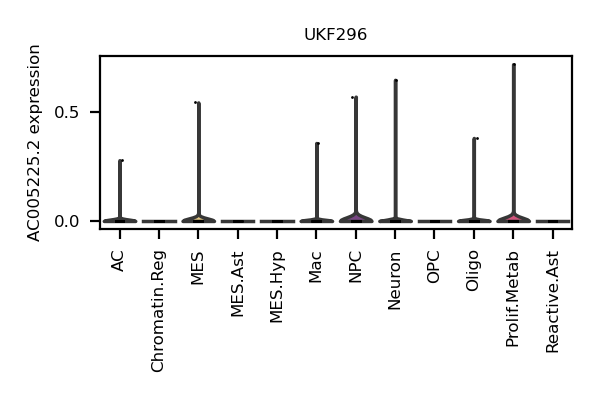 UKF296
AC005225.2 expression
0.5
0.0
AC
Chromatin.Reg
MES
MES.Ast
MES.Hyp
Mac
NPC
Neuron
OPC
Oligo
Prolif.Metab
Reactive.Ast